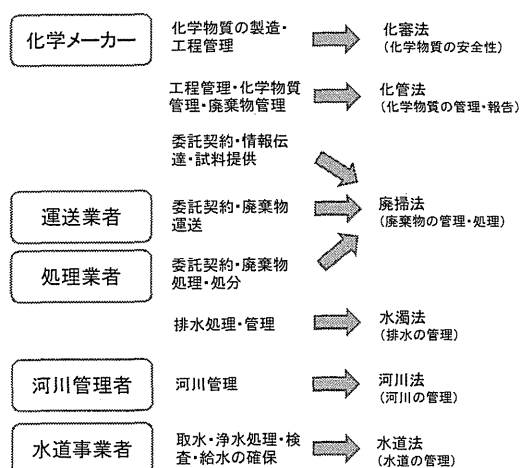 化学メーカー
化学物質の製造・
工程管理
化審法
(化学物質の安全性)
工程管理・化学物質
管理・廃棄物管理
化管法
(化学物質の管理・報告)
委託契約・情報伝
達・試料提供
運送業者
委託契約・廃棄物
運送
廃掃法
(廃棄物の管理・処理)
処理業者
委託契約・廃棄物
処理・処分
排水処理・管理
水濁法
(排水の管理)
河川管理者
河川管理
河川法
(河川の管理)
水道事業者
取水・浄水処理・検
査・給水の確保
水道法
(水道の管理)